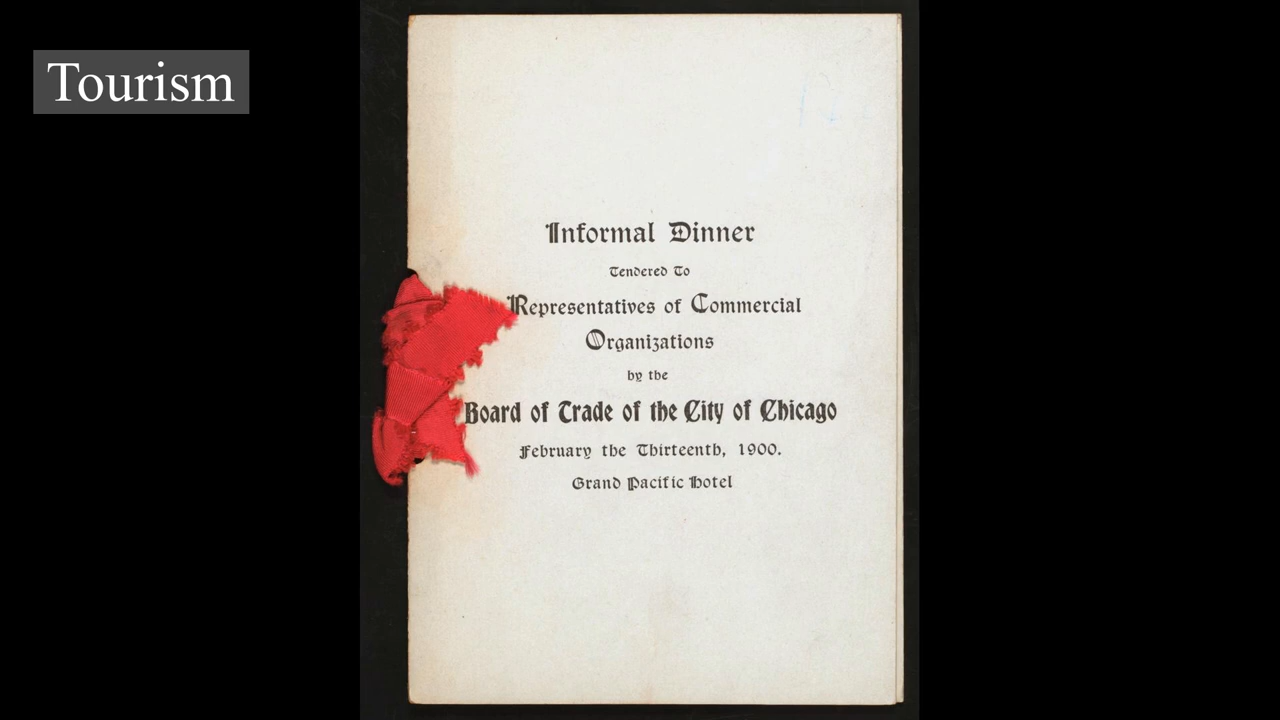 Tourism
Informal Dinner
Tendered To
Representatives of Commercial
Organizations
by the
Board of Trade of the City of Chicago
February the Thirteenth, 1900.
Grand Pacific Hotel